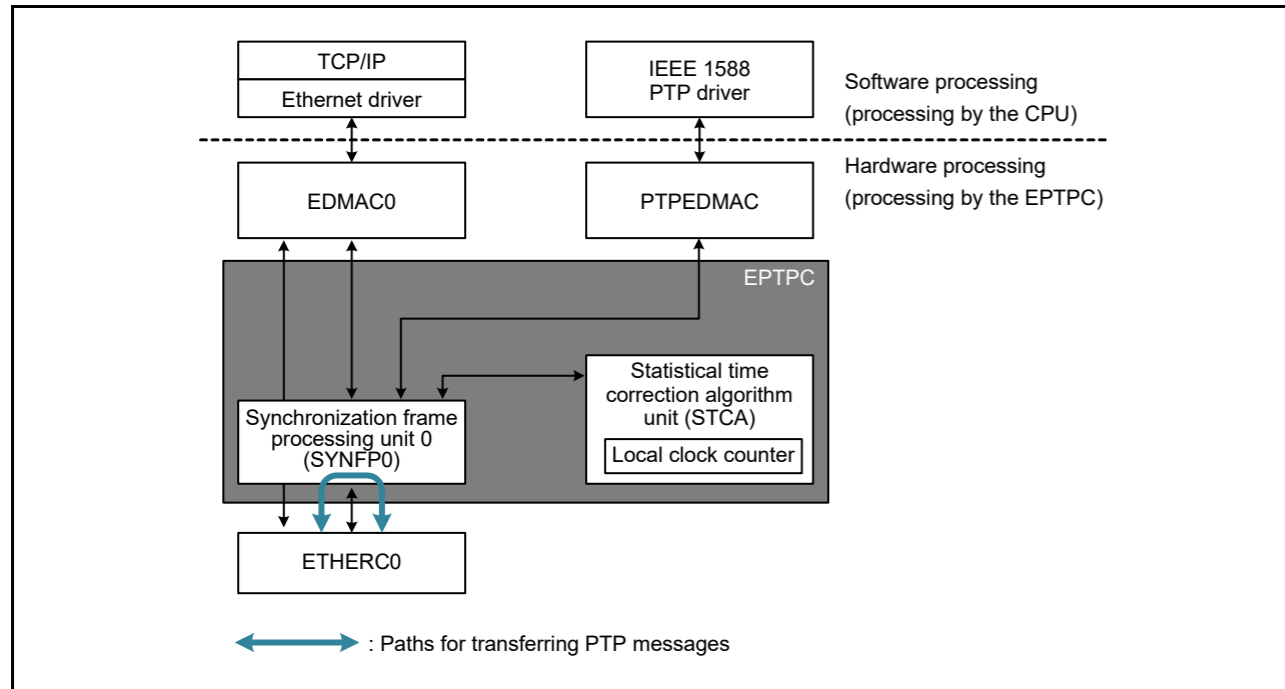 TCP/IP
Ethernet driver
IEEE 1588
PTP driver
Software processing
(processing by the CPU)
Hardware processing
(processing by the EPTPC)
EDMAC0
PTPEDMAC
EPTPC
Synchronization frame
processing unit 0
(SYNFP0)
Statistical time
correction algorithm
unit (STCA)
Local clock counter
ETHERC0
: Paths for transferring PTP messages